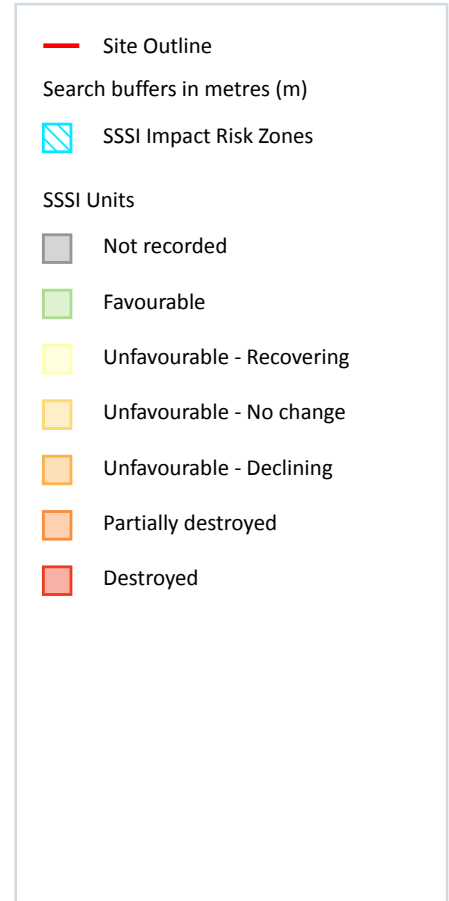 Site Outline
Search buffers in metres (m)
SSSI Impact Risk Zones
SSSI Units
Not recorded
Favourable
Unfavourable - Recovering
Unfavourable - No change
Unfavourable - Declining
Partially destroyed
Destroyed